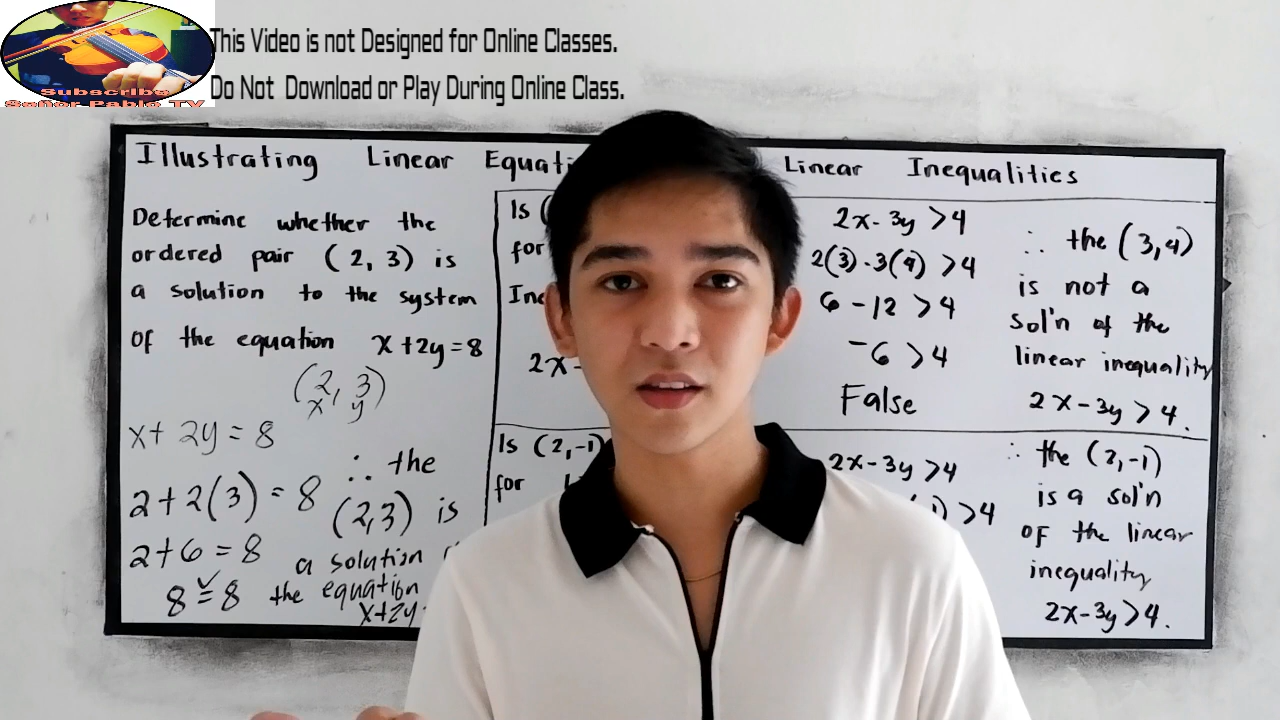 This Video is not Designed for Online Classes.
Do Not Download or Play During Online Class.
Subscribe
Señor Pablo TV
Illustrating Linear Linear Inequalities
Determine whether the
ordered pair (2, 3) is
a solution to the system
of the equation x+2y=8
(2, 3)
x y
x+ 2y = 8
2+2(3) = 8
2+6 = 8
8 = 8
∴ the
(2,3) is
a solution
the equation
x+2y
Is
for
2x-
2x-3y >4
2(3)-3(4) >4
6 -12 >4
-6 >4
False
∴ the (3,4)
is not a
sol'n of the
linear inequality
2x-3y >4.
Is (2,-1)
for
2x-3y >4
) >4
∴ the (2,-1)
is a sol'n
of the linear
inequality
2x-3y >4.